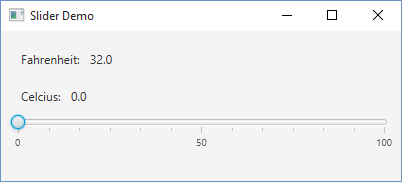 Slider Demo
Fahrenheit: 32.0
Celcius: 0.0
0 50 100